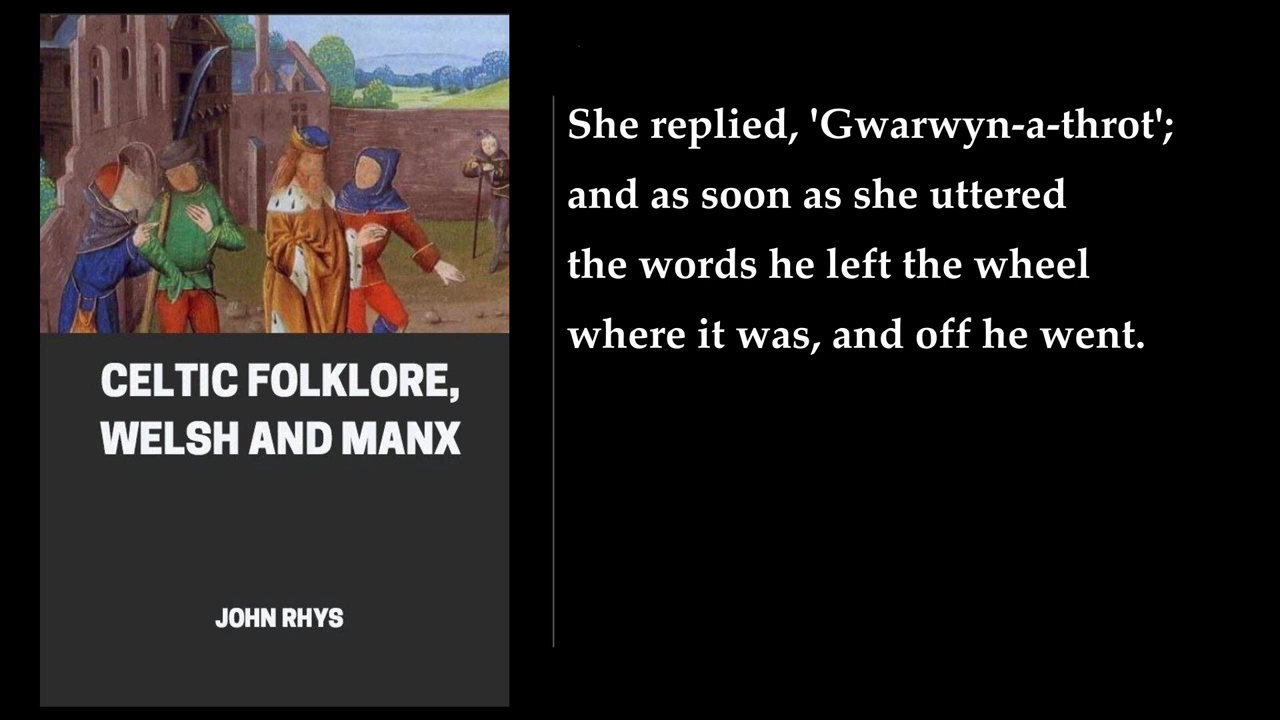 CELTIC FOLKLORE,
WELSH AND MANX
JOHN RHYS
She replied, 'Gwarwyn-a-throt';
and as soon as she uttered
the words he left the wheel
where it was, and off he went.